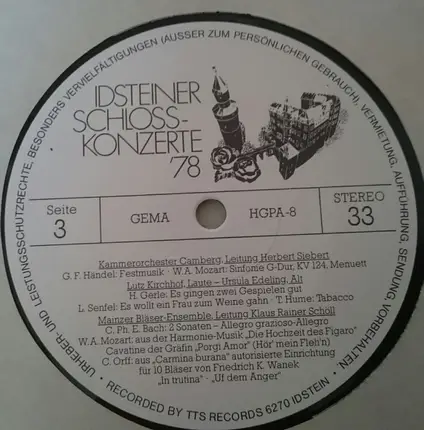 URHEBER- UND LEISTUNGSSCHUTZRECHTE, BESONDERS VERVIELFÄLTIGUNGEN (AUSSER ZUM PERSÖNLICHEN GEBRAUCH), VERMIETUNG, AUFFÜHRUNG, SENDUNG, VORBEHALTEN.
IDSTEINER
SCHLOSS-
KONZERTE
'78
Seite
3
GEMA
HGPA-8
STEREO
33
Kammerorchester Camberg, Leitung Herbert Siebert
G. F. Händel: Festmusik · W. A. Mozart: Sinfonie G-Dur, KV 124, Menuett
Lutz Kirchhof, Laute – Ursula Edeling, Alt
H. Gerle: Es gingen zwei Gespielen gut
L. Senfel: Es wollt ein Frau zum Weine gahn · T. Hume: Tabacco
Mainzer Bläser-Ensemble, Leitung Klaus Rainer Schöll
C. Ph. E. Bach: 2 Sonaten – Allegro grazioso-Allegro
W. A. Mozart: aus der Harmonie-Musik „Die Hochzeit des Figaro"
Cavatine der Gräfin „Porgi Amor" (Hör' mein Fleh'n)
C. Orff: aus „Carmina burana" autorisierte Einrichtung
für 10 Bläser von Friedrich K. Wanek
"In trutina" · „Uf dem Anger"
RECORDED BY TTS RECORDS 6270 IDSTEIN